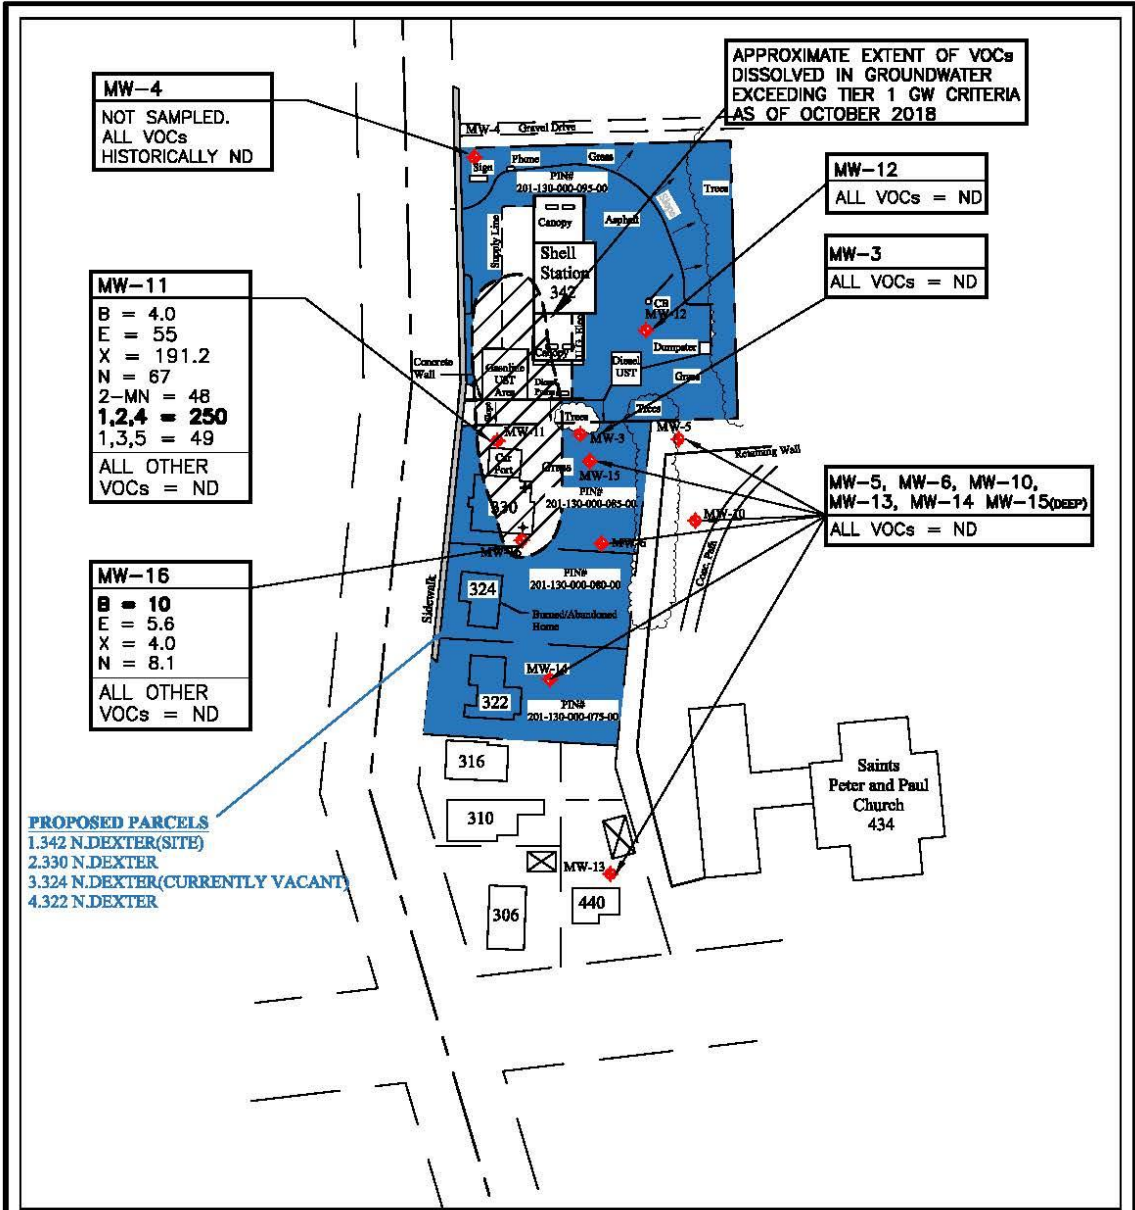 MW-4
NOT SAMPLED.
ALL VOCs
HISTORICALLY ND
APPROXIMATE EXTENT OF VOCs
DISSOLVED IN GROUNDWATER
EXCEEDING TIER 1 GW CRITERIA
AS OF OCTOBER 2018
MW-12
ALL VOCs = ND
MW-3
ALL VOCs = ND
MW-11
B = 4.0
E = 55
X = 191.2
N = 67
2-MN = 48
1,2,4 = 250
1,3,5 = 49
ALL OTHER
VOCs = ND
MW-16
B = 10
E = 5.6
X = 4.0
N = 8.1
ALL OTHER
VOCs = ND
MW-5, MW-6, MW-10,
MW-13, MW-14 MW-15(DEEP)
ALL VOCs = ND
MW-4
Gravel Drive
Sign
Phone
Grass
PIN#
201-130-000-095-00
Trees
Slope
Asphalt
Supply Line
Canopy
Shell
Station
342
CB
MW-12
Concrete
Wall
Gasoline
UST
Area
Canopy
Diesel
UST
Dumpster
Grass
Slope
Trees
Trees
MW-11
MW-3
MW-5
Retaining Wall
Car
Port
Grass
MW-15
PIN#
201-130-000-085-00
330
MW-10
Conc. Path
MW-6
PIN#
201-130-000-080-00
324
Burned/Abandoned
Home
Sidewalk
MW-14
322
PIN#
201-130-000-075-00
316
310
Saints
Peter and Paul
Church
434
MW-13
306
440
PROPOSED PARCELS
1.342 N.DEXTER(SITE)
2.330 N.DEXTER
3.324 N.DEXTER(CURRENTLY VACANT)
4.322 N.DEXTER